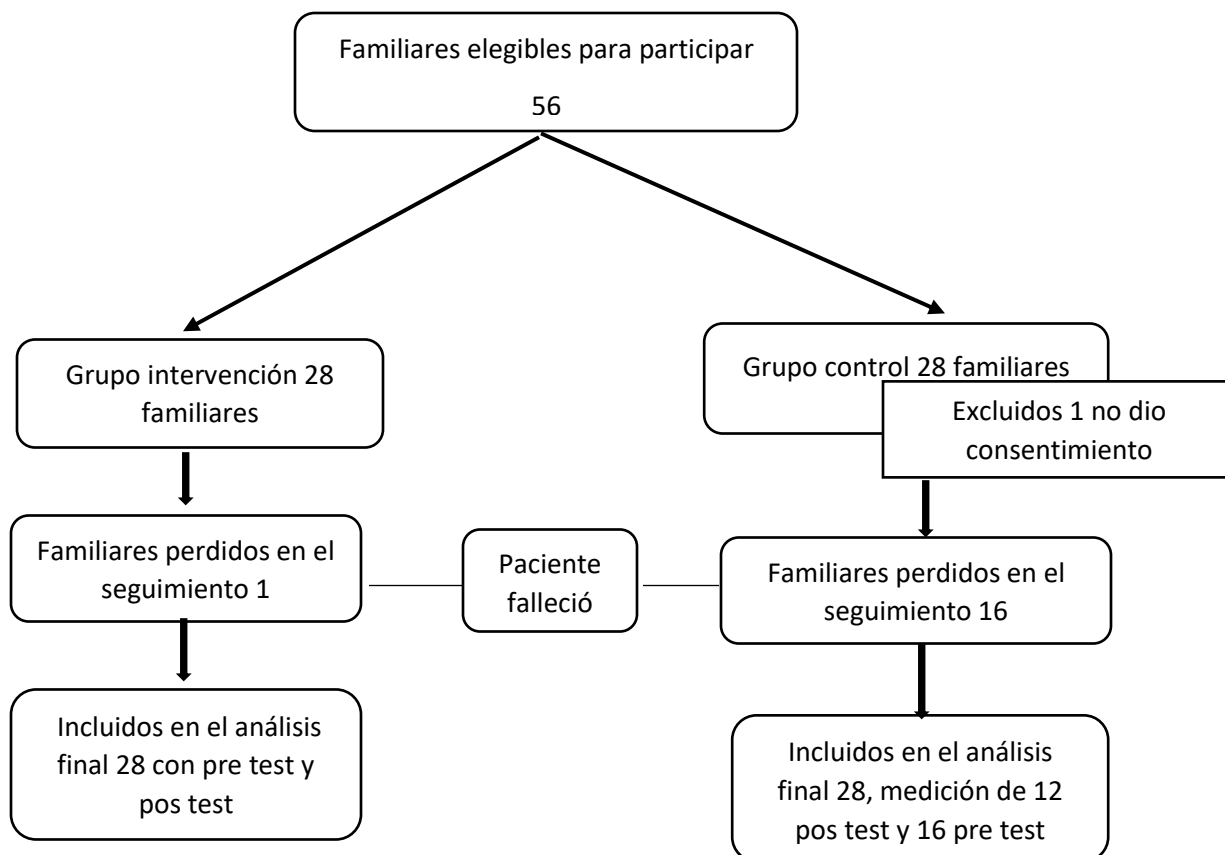 Familiares elegibles para participar
56
Grupo intervención 28
familiares
Grupo control 28 familiares
Excluidos 1 no dio
consentimiento
Familiares perdidos en el
seguimiento 1
Paciente
falleció
Familiares perdidos en el
seguimiento 16
Incluidos en el análisis
final 28 con pre test y
pos test
Incluidos en el análisis
final 28, medición de 12
pos test y 16 pre test